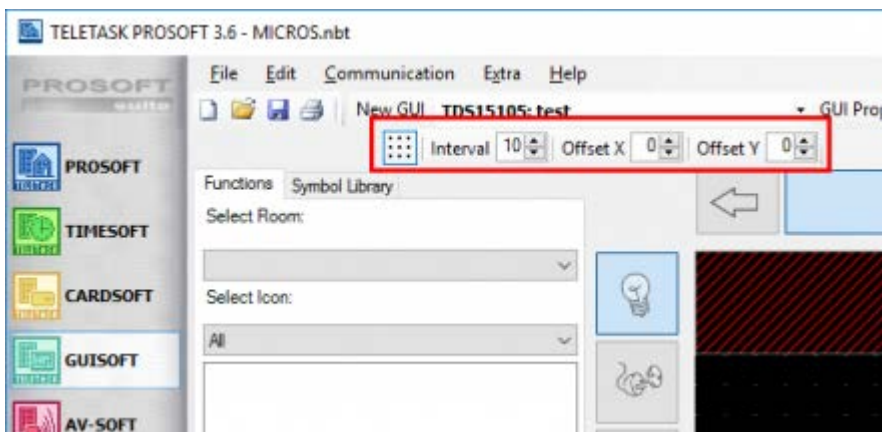 TELETASK PROSOFT 3.6 - MICROS.nbt
PROSOFT
suite
File Edit Communication Extra Help
New GUI TDS15105: test GUI Prop
Interval 10 Offset X 0 Offset Y 0
PROSOFT
Functions Symbol Library
Select Room:
TIMESOFT
CARDSOFT
Select Icon:
All
GUISOFT
AV-SOFT